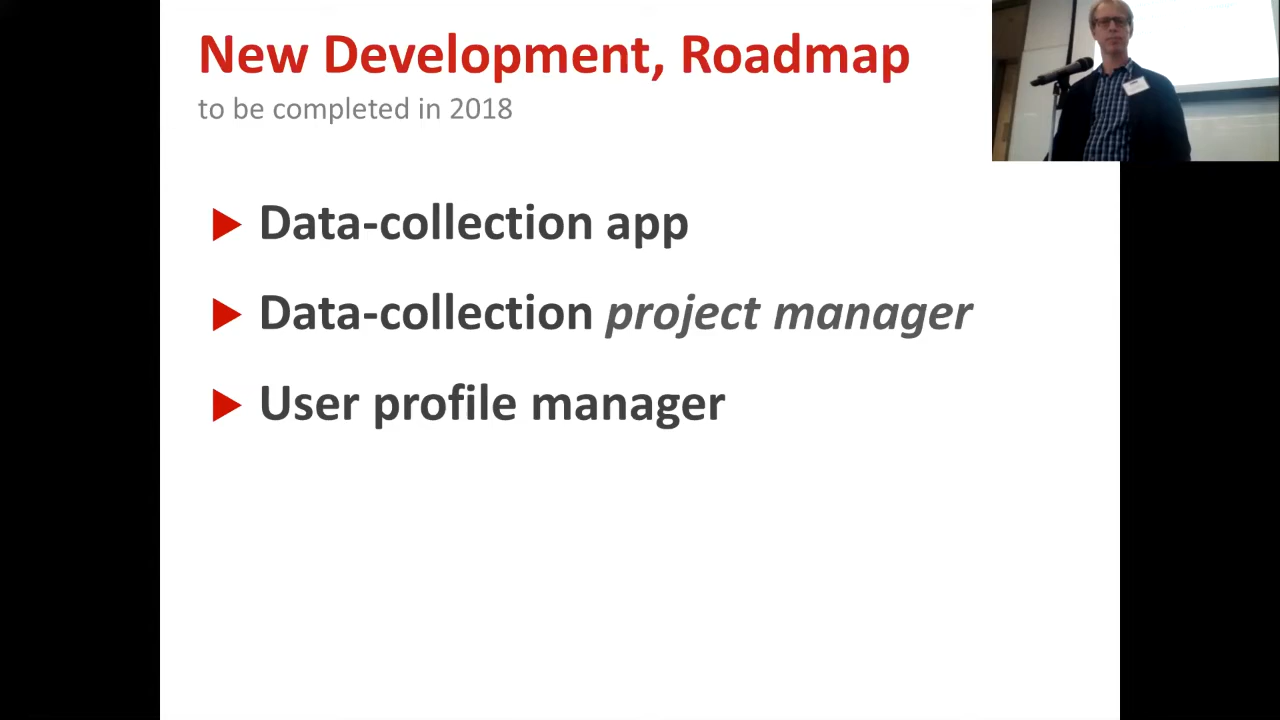 New Development, Roadmap
to be completed in 2018
Data-collection app
Data-collection project manager
User profile manager